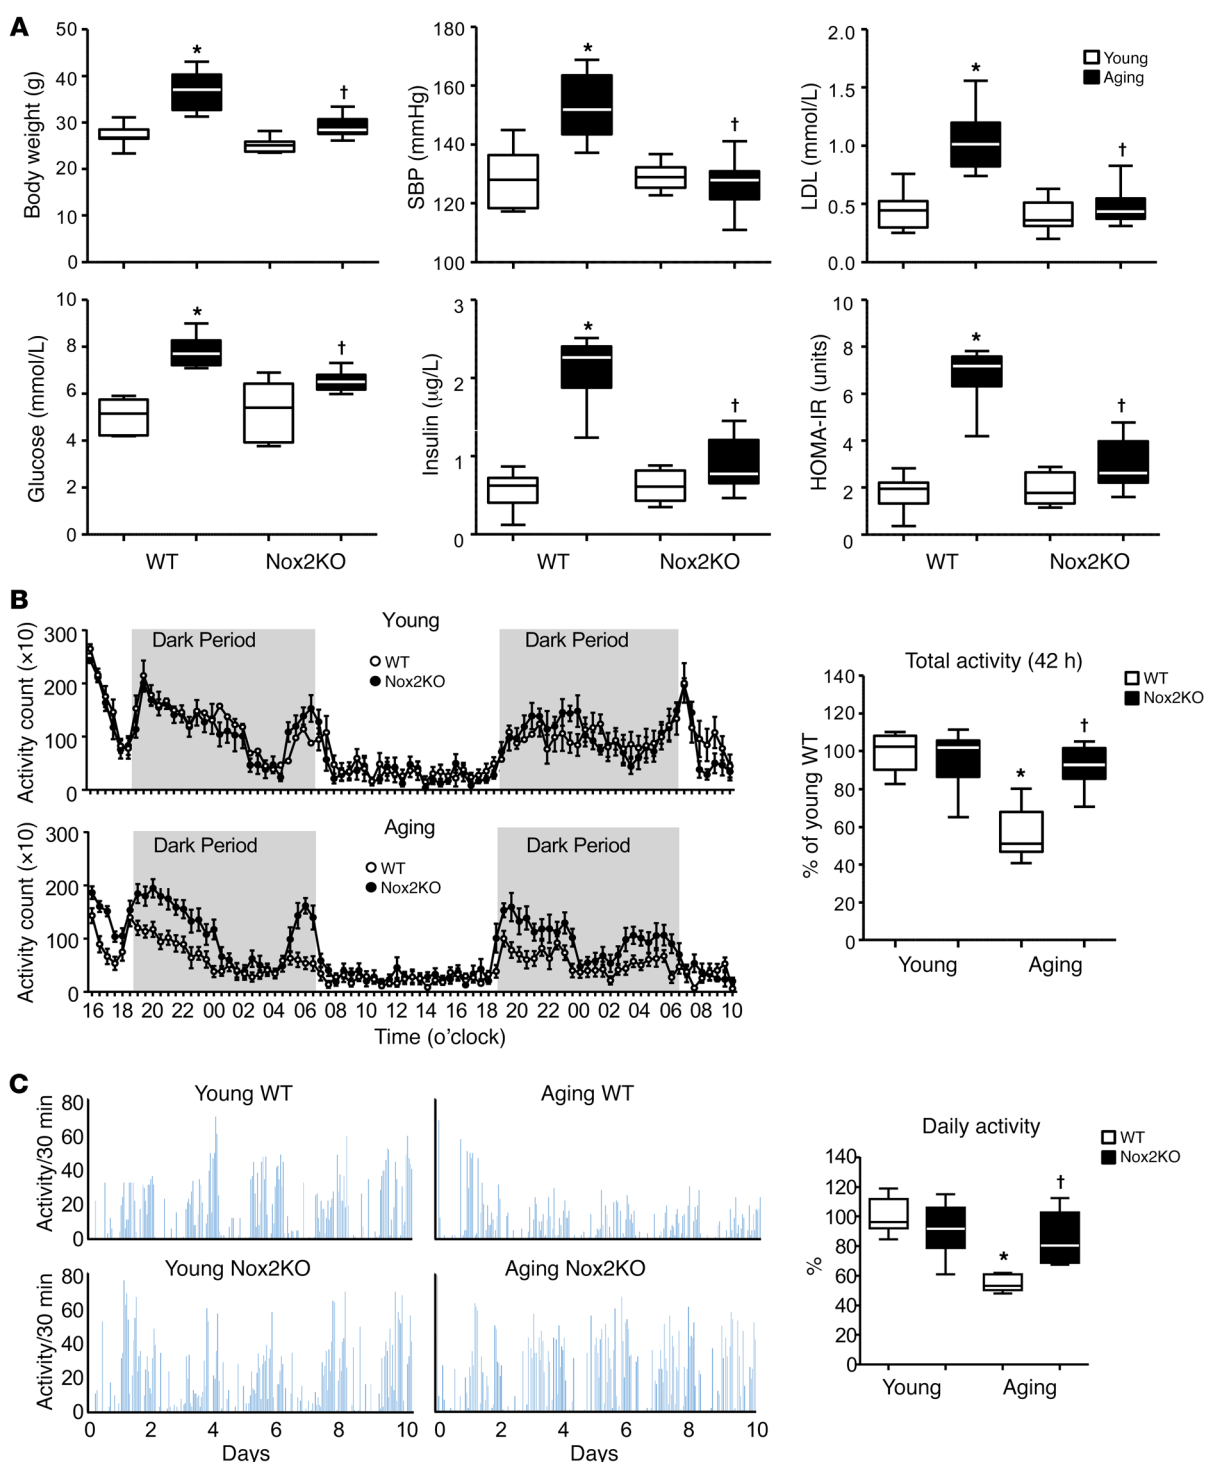 A
Body weight (g)
50
40
30
20
10
0
*
†
SBP (mmHg)
180
160
140
120
100
*
†
LDL (mmol/L)
2.0
1.5
1.0
0.5
0.0
*
†
Young
Aging
Glucose (mmol/L)
10
8
6
4
2
0
*
†
WT
Nox2KO
Insulin (µg/L)
3
2
1
0
*
†
WT
Nox2KO
HOMA-IR (units)
10
8
6
4
2
0
*
†
WT
Nox2KO
B
Young
Activity count (×10)
300
200
100
0
Dark Period
Dark Period
WT
Nox2KO
Aging
Activity count (×10)
300
200
100
0
Dark Period
Dark Period
WT
Nox2KO
16 18 20 22 00 02 04 06 08 10 12 14 16 18 20 22 00 02 04 06 08 10
Time (o'clock)
Total activity (42 h)
WT
Nox2KO
% of young WT
140
120
100
80
60
40
20
0
*
†
Young
Aging
C
Young WT
Activity/30 min
80
60
40
20
0
Aging WT
Young Nox2KO
Activity/30 min
80
60
40
20
0
0 2 4 6 8 10
Days
Aging Nox2KO
0 2 4 6 8 10
Days
Daily activity
WT
Nox2KO
%
140
120
100
80
60
40
20
0
*
†
Young
Aging